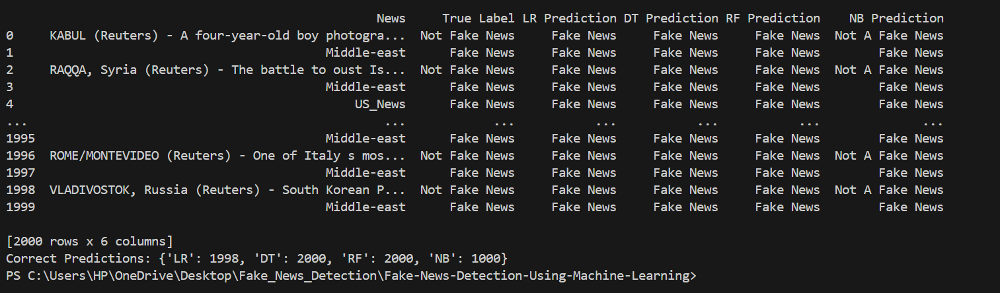 News True Label LR Prediction DT Prediction RF Prediction NB Prediction
0 KABUL (Reuters) - A four-year-old boy photogra... Not Fake News Fake News Fake News Fake News Not A Fake News
1 Middle-east Fake News Fake News Fake News Fake News Fake News
2 RAQQA, Syria (Reuters) - The battle to oust Is... Not Fake News Fake News Fake News Fake News Not A Fake News
3 Middle-east Fake News Fake News Fake News Fake News Fake News
4 US_News Fake News Fake News Fake News Fake News Fake News
... ... ... ... ... ... ...
1995 Middle-east Fake News Fake News Fake News Fake News Fake News
1996 ROME/MONTEVIDEO (Reuters) - One of Italy s mos... Not Fake News Fake News Fake News Fake News Not A Fake News
1997 Middle-east Fake News Fake News Fake News Fake News Fake News
1998 VLADIVOSTOK, Russia (Reuters) - South Korean P... Not Fake News Fake News Fake News Fake News Not A Fake News
1999 Middle-east Fake News Fake News Fake News Fake News Fake News
[2000 rows x 6 columns]
Correct Predictions: {'LR': 1998, 'DT': 2000, 'RF': 2000, 'NB': 1000}
PS C:\Users\HP\OneDrive\Desktop\Fake_News_Detection\Fake-News-Detection-Using-Machine-Learning>